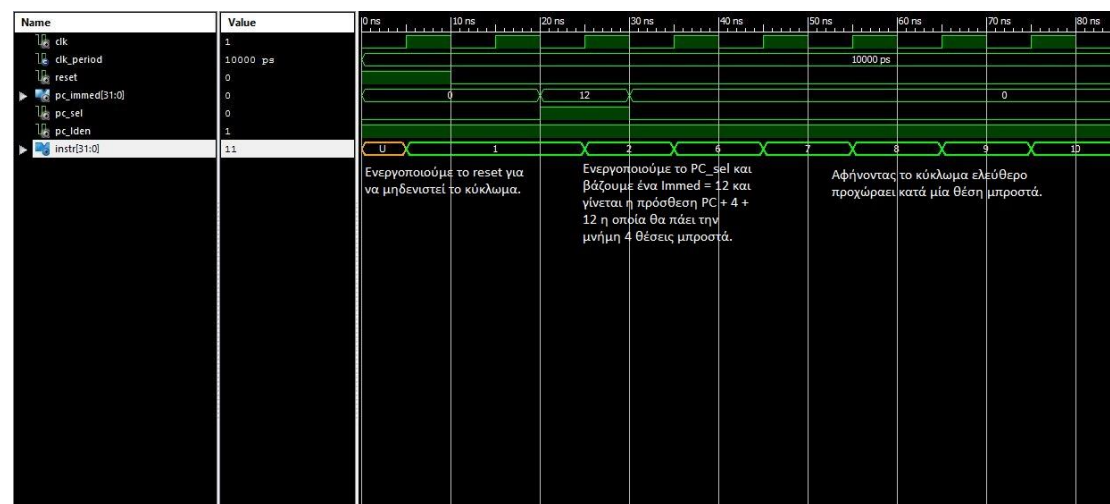 Name Value 0 ns 10 ns 20 ns 30 ns 40 ns 50 ns 60 ns 70 ns 80 ns
clk 1
clk_period 10000 ps 10000 ps
reset 0
pc_immed[31:0] 0 0 12 0
pc_sel 0
pc_lden 1
instr[31:0] 11 U 1 2 6 7 8 9 10
Ενεργοποιούμε το reset για
να μηδενιστεί το κύκλωμα.
Ενεργοποιούμε το PC_sel και
βάζουμε ένα Immed = 12 και
γίνεται η πρόσθεση PC + 4 +
12 η οποία θα πάει την
μνήμη 4 θέσεις μπροστά.
Αφήνοντας το κύκλωμα ελεύθερο
προχώραει κατά μία θέση μπροστά.